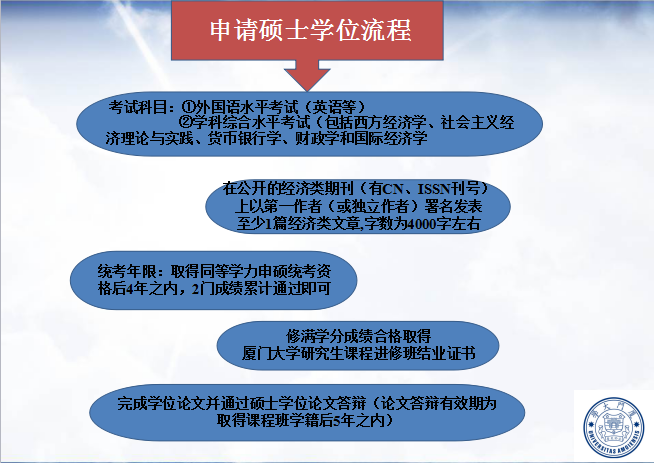 申请硕士学位流程
考试科目：①外国语水平考试（英语等）
②学科综合水平考试（包括西方经济学、社会主义经
济理论与实践、货币银行学、财政学和国际经济学
在公开的经济类期刊（有CN、ISSN刊号）
上以第一作者（或独立作者）署名发表
至少1篇经济类文章,字数为4000字左右
统考年限：取得同等学力申硕统考资
格后4年之内，2门成绩累计通过即可
修满学分成绩合格取得
厦门大学研究生课程进修班结业证书
完成学位论文并通过硕士学位论文答辩（论文答辩有效期为
取得课程班学籍后5年之内）
學大門廈
UNIVERSITAS AMOIENSIS